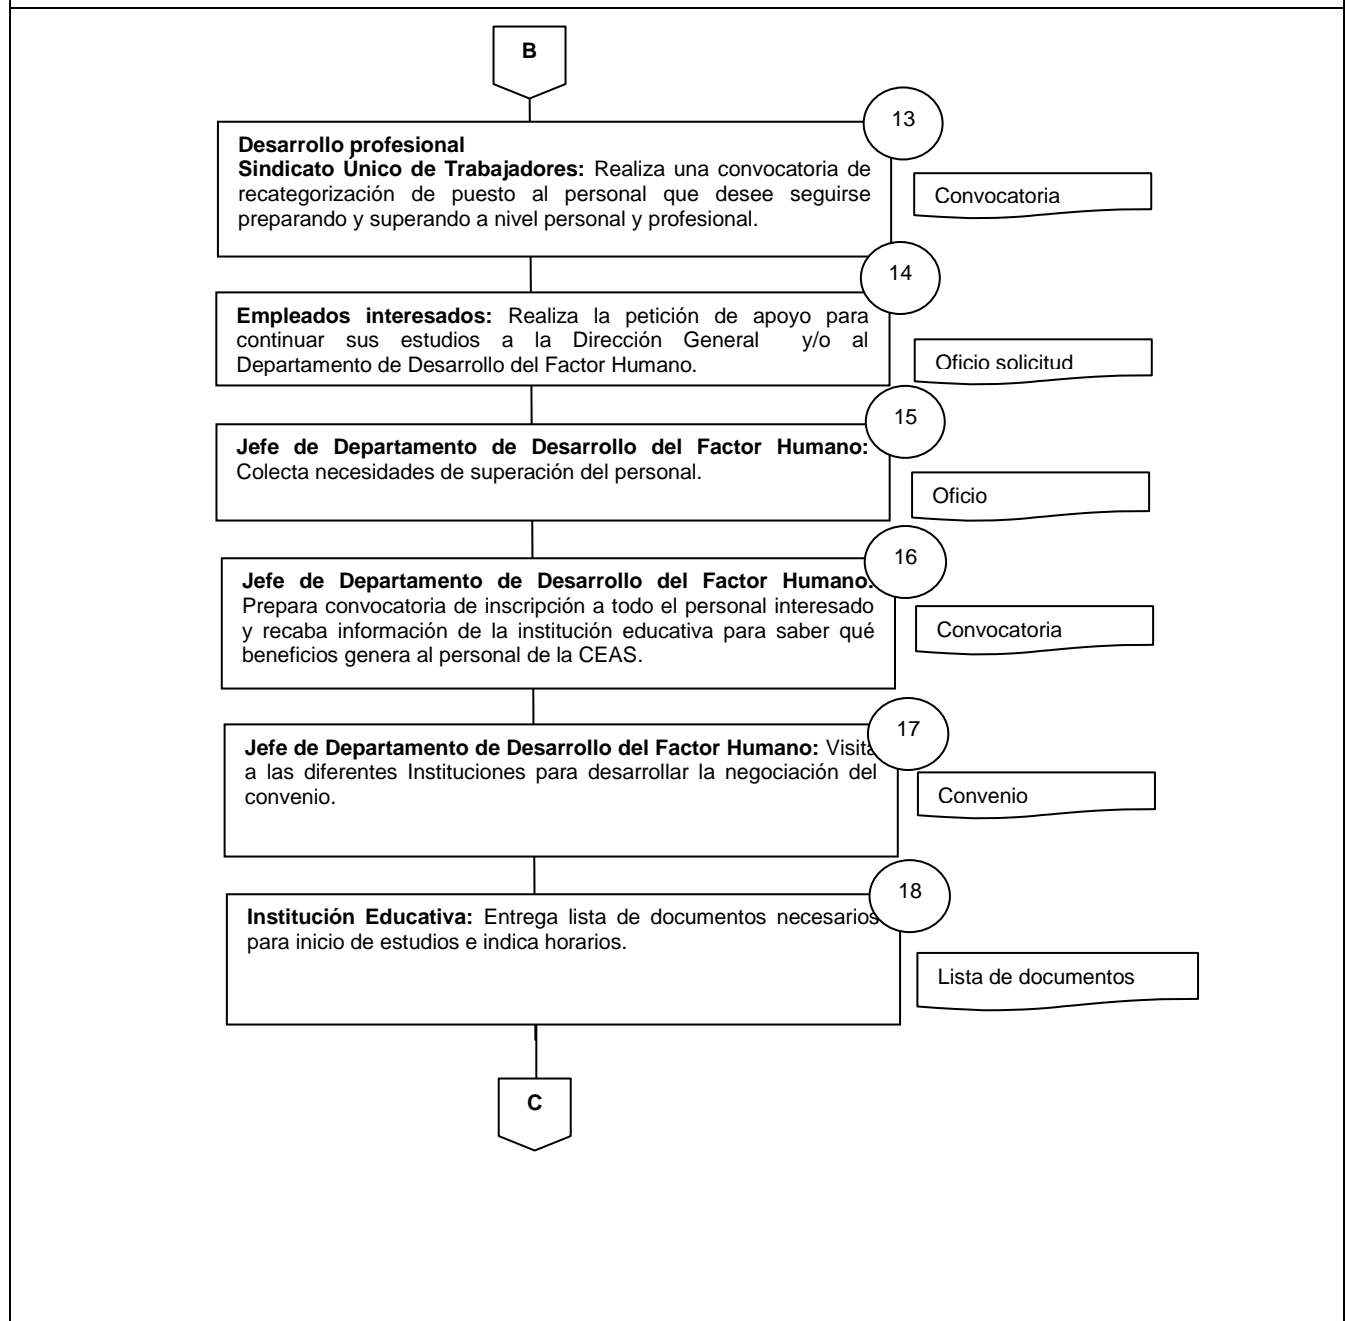 B
13
Desarrollo profesional
Sindicato Único de Trabajadores: Realiza una convocatoria de
recategorización de puesto al personal que desee seguirse
preparando y superando a nivel personal y profesional.
Convocatoria
14
Empleados interesados: Realiza la petición de apoyo para
continuar sus estudios a la Dirección General y/o al
Departamento de Desarrollo del Factor Humano.
Oficio solicitud
15
Jefe de Departamento de Desarrollo del Factor Humano:
Colecta necesidades de superación del personal.
Oficio
16
Jefe de Departamento de Desarrollo del Factor Humano:
Prepara convocatoria de inscripción a todo el personal interesado
y recaba información de la institución educativa para saber qué
beneficios genera al personal de la CEAS.
Convocatoria
17
Jefe de Departamento de Desarrollo del Factor Humano: Visita
a las diferentes Instituciones para desarrollar la negociación del
convenio.
Convenio
18
Institución Educativa: Entrega lista de documentos necesarios
para inicio de estudios e indica horarios.
Lista de documentos
C